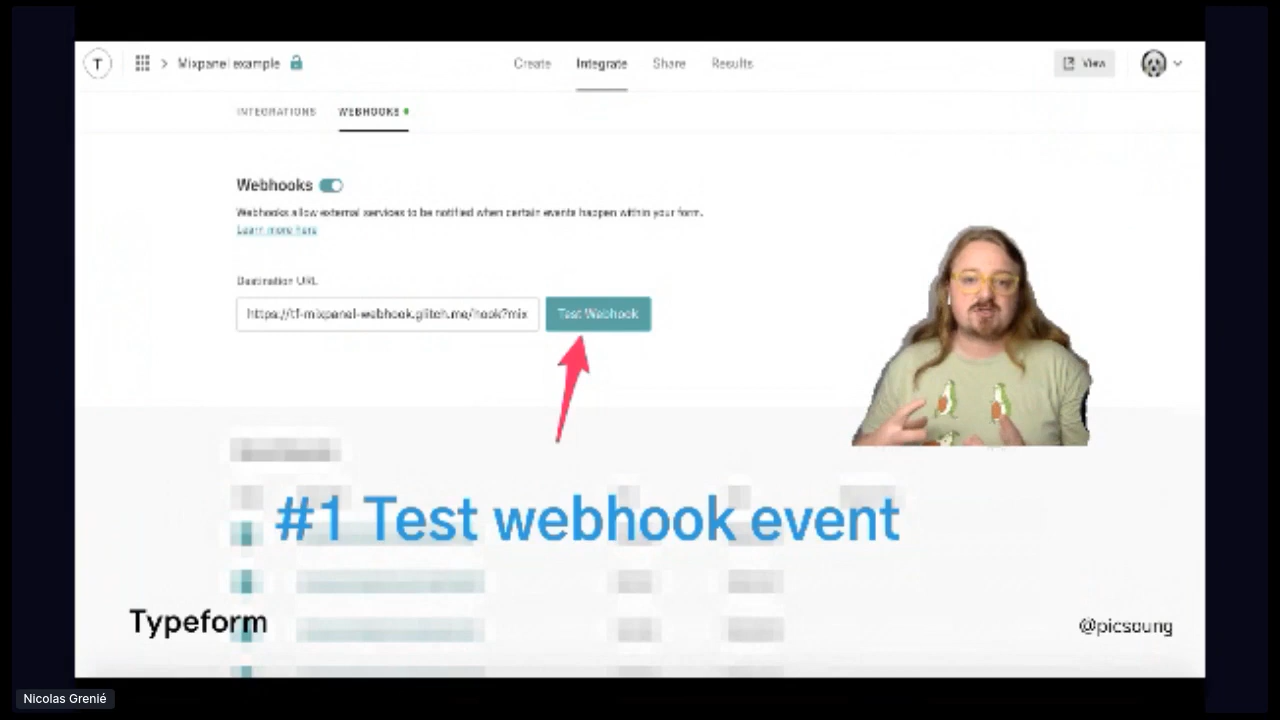 T
Mixpanel example
Create
Integrate
Share
Results
View
INTEGRATIONS
WEBHOOKS
Webhooks
Webhooks allow external services to be notified when certain events happen within your form.
Learn more here
Destination URL
https://tf-mixpanel-webhook.glitch.me/hook?mix
Test Webhook
#1 Test webhook event
Typeform
@picsoung
Nicolas Grenié